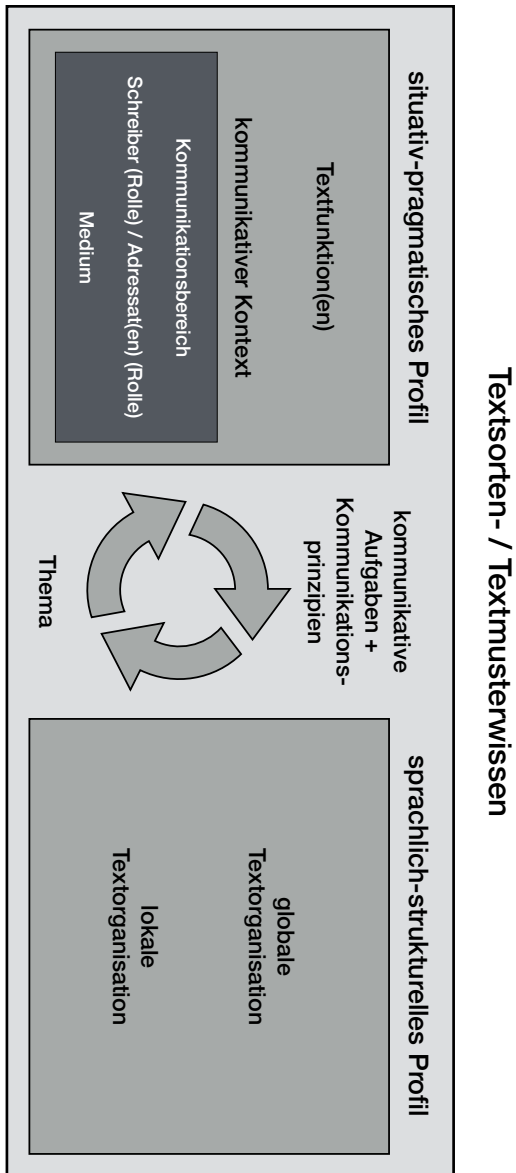 Textsorten- / Textmusterwissen
situativ-pragmatisches Profil
Textfunktion(en)
kommunikativer Kontext
Kommunikationsbereich
Schreiber (Rolle) / Adressat(en) (Rolle)
Medium
kommunikative
Aufgaben +
Kommunikations-
prinzipien
Thema
sprachlich-strukturelles Profil
globale
Textorganisation
lokale
Textorganisation